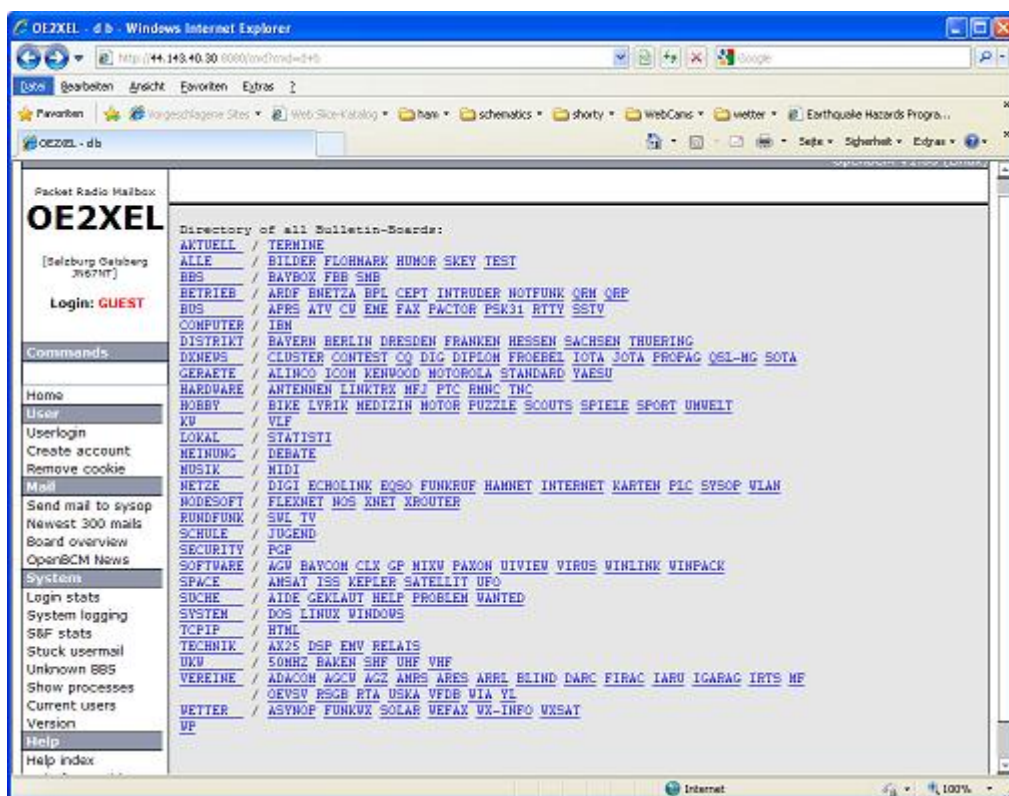 OE2XEL - d b - Windows Internet Explorer
http://44.143.40.30:8080/cmd?cmd=d+b
Google
Datei Bearbeiten Ansicht Favoriten Extras ?
Favoriten Vorgeschlagene Sites Web Slice-Katalog ham schematics shorty WebCams wetter Earthquake Hazards Progra...
OE2XEL - d b
Seite Sicherheit Extras
Packet Radio Mailbox
OE2XEL
[Salzburg Gaisberg
JN67NT]
Login: GUEST
Commands
Home
User
Userlogin
Create account
Remove cookie
Mail
Send mail to sysop
Newest 300 mails
Board overview
OpenBCM News
System
Login stats
System logging
S&F stats
Stuck usermail
Unknown BBS
Show processes
Current users
Version
Help
Help index
Directory of all Bulletin-Boards:
AKTUELL / TERMINE
ALLE / BILDER FLOHMARK HUMOR SKEY TEST
BBS / BAYBOX FBB SMB
BETRIEB / ARDF BNETZA BPL CEPT INTRUDER NOTFUNK QRM QRP
BUS / APRS ATV CW EME FAX PACTOR PSK31 RTTY SSTV
COMPUTER / IBM
DISTRIKT / BAYERN BERLIN DRESDEN FRANKEN HESSEN SACHSEN THUERING
DXNEWS / CLUSTER CONTEST CQ DIG DIPLOM FROEBEL IOTA JOTA PROPAG QSL-MG SOTA
GERAETE / ALINCO ICOM KENWOOD MOTOROLA STANDARD YAESU
HARDWARE / ANTENNEN LINKTRX MFJ PTC RMNC TNC
HOBBY / BIKE LYRIK MEDIZIN MOTOR PUZZLE SCOUTS SPIELE SPORT UMWELT
KW / VLF
LOKAL / STATISTI
MEINUNG / DEBATE
MUSIK / MIDI
NETZE / DIGI ECHOLINK EQSO FUNKRUF HAMNET INTERNET KARTEN PLC SYSOP WLAN
NODESOFT / FLEXNET NOS XNET XROUTER
RUNDFUNK / SWL TV
SCHULE / JUGEND
SECURITY / PGP
SOFTWARE / AGW BAYCOM CLX GP MIXW PAXON UIVIEW VIRUS WINLINK WINPACK
SPACE / AMSAT ISS KEPLER SATELLIT UFO
SUCHE / AIDE GEKLAUT HELP PROBLEM WANTED
SYSTEM / DOS LINUX WINDOWS
TCPIP / HTML
TECHNIK / AX25 DSP EMV RELAIS
UKW / 50MHZ BAKEN SHF UHF VHF
VEREINE / ADACOM AGCW AGZ AMRS ARES ARRL BLIND DARC FIRAC IARU IGARAG IRTS MF
/ OEVSV RSGB RTA USKA VFDB WIA YL
WETTER / ASYNOP FUNKWX SOLAR WEFAX WX-INFO WXSAT
WP
Internet
100%